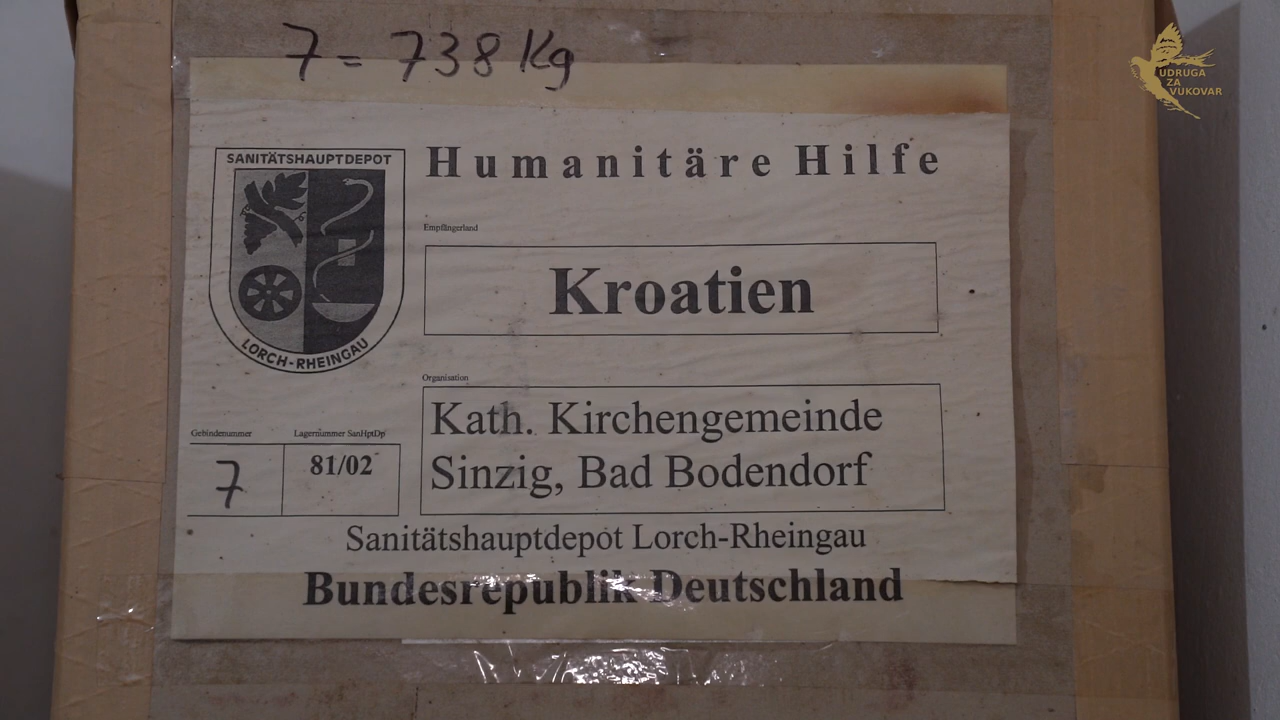 7 = 738 Kg
UDRUGA
ZA
VUKOVAR
SANITÄTSHAUPTDEPOT
LORCH-RHEINGAU
Humanitäre Hilfe
Empfängerland
Kroatien
Organisation
Kath. Kirchengemeinde
Sinzig, Bad Bodendorf
Gebindenummer
Lagernummer SanHptDp
7
81/02
Sanitätshauptdepot Lorch-Rheingau
Bundesrepublik Deutschland